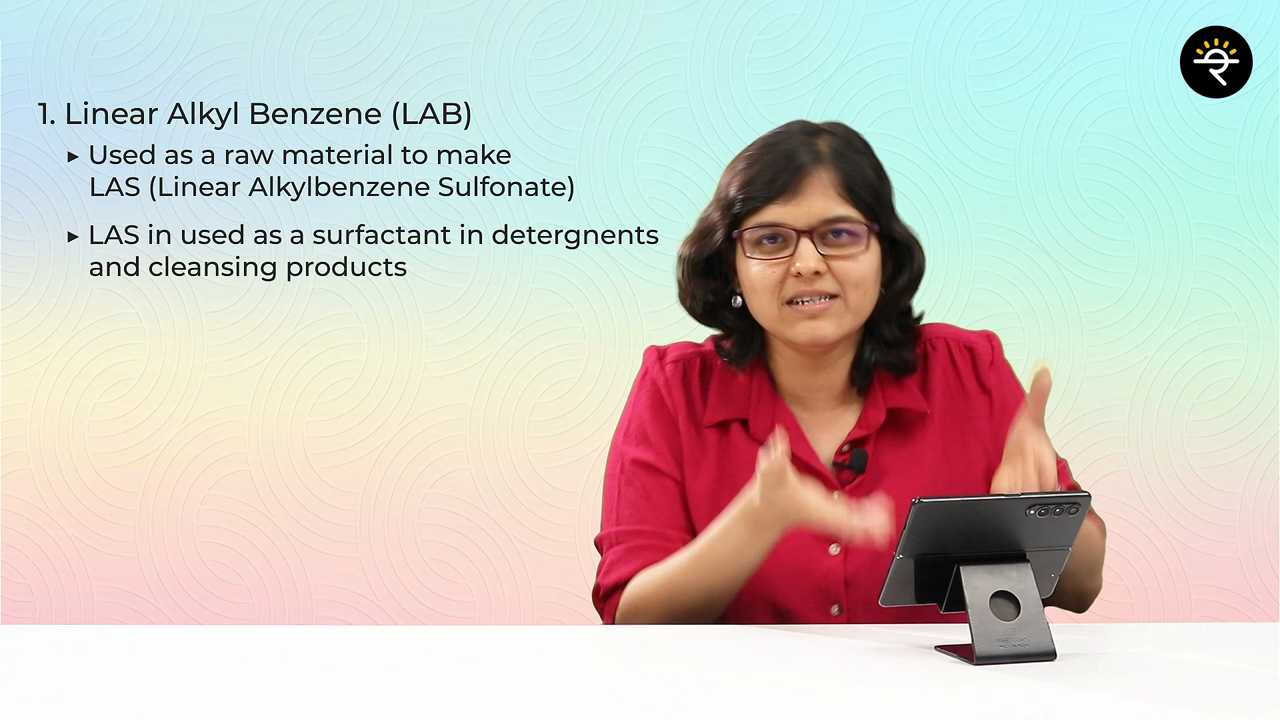 1. Linear Alkyl Benzene (LAB)
▸ Used as a raw material to make
LAS (Linear Alkylbenzene Sulfonate)
▸ LAS in used as a surfactant in detergnents
and cleansing products